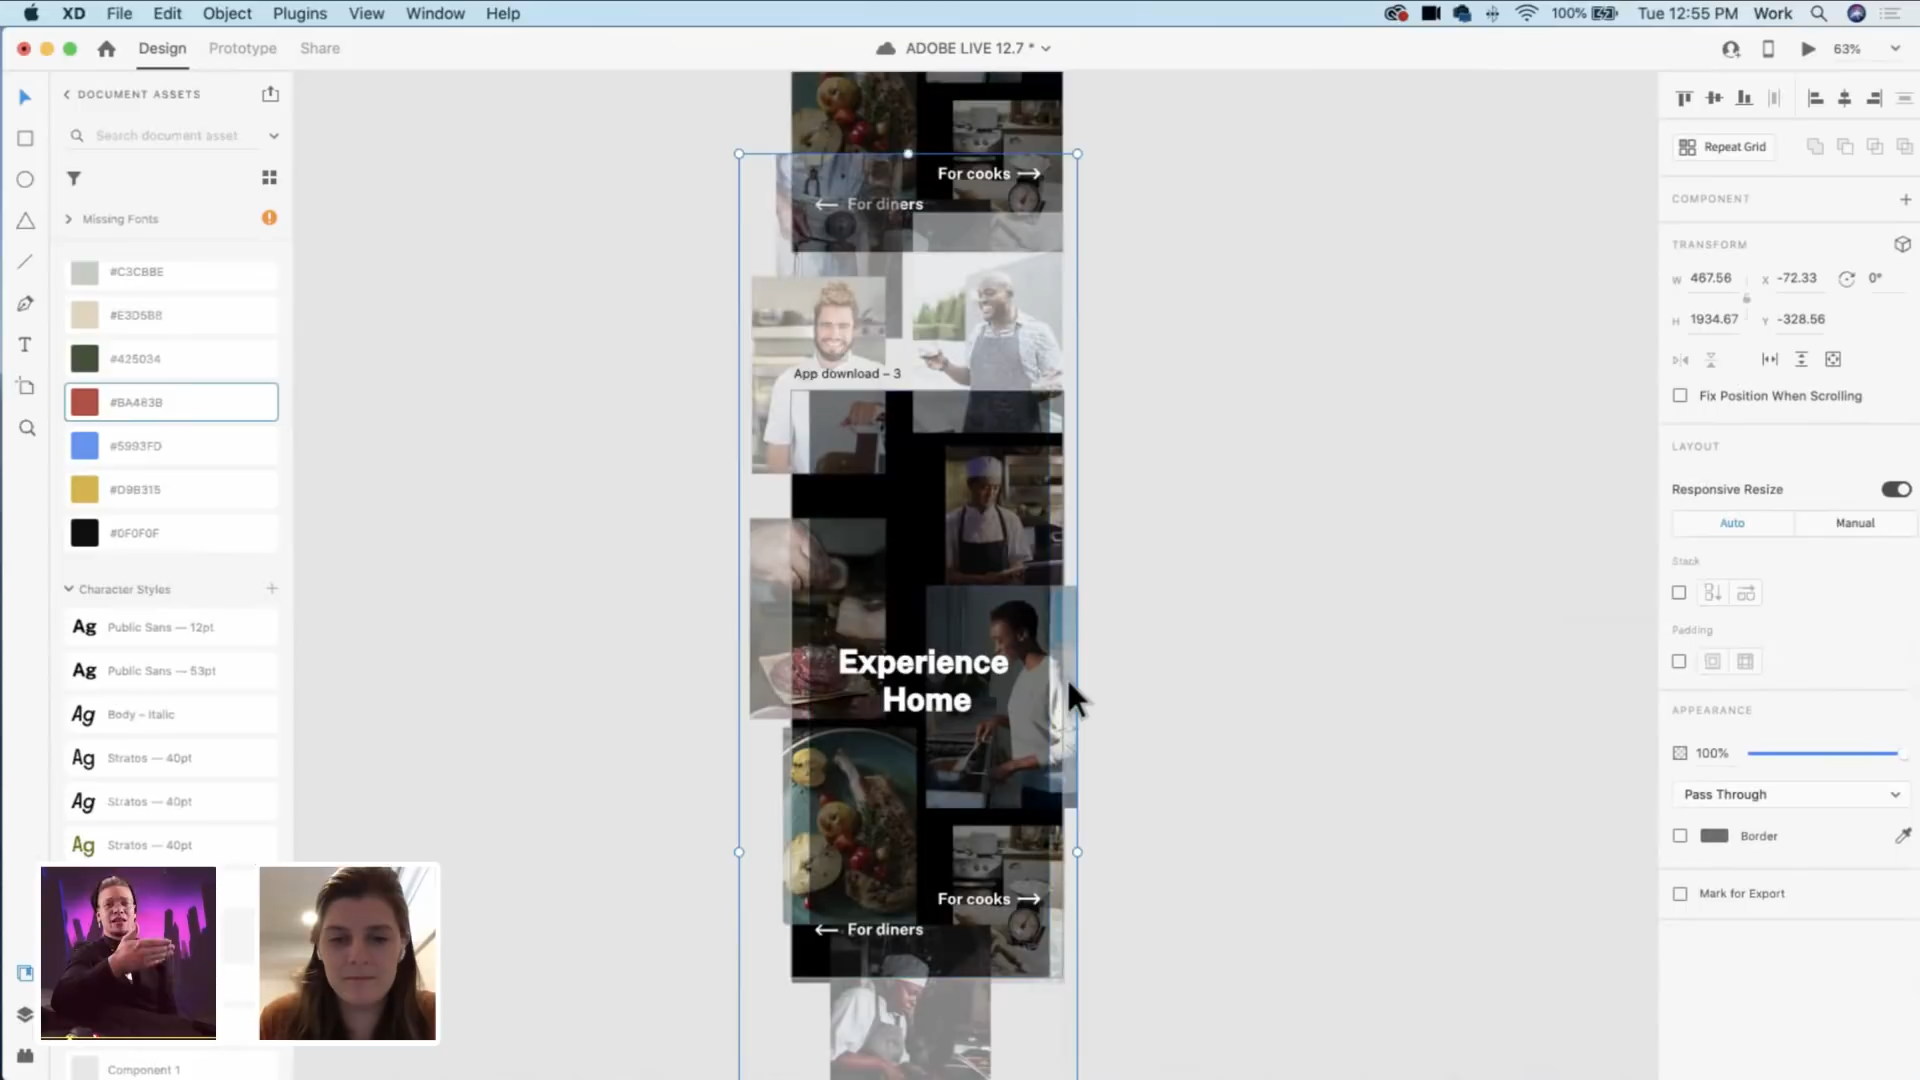 XD File Edit Object Plugins View Window Help
100% Tue 12:55 PM Work
Design Prototype Share
ADOBE LIVE 12.7 *
63%
DOCUMENT ASSETS
Search document asset
Missing Fonts
#C3CBBE
#E3D5B8
#425034
#BA483B
#5993FD
#D9B315
#0F0F0F
Character Styles
Ag Public Sans — 12pt
Ag Public Sans — 53pt
Ag Body – Italic
Ag Stratos — 40pt
Ag Stratos — 40pt
Ag Stratos — 40pt
Component 1
For cooks →
← For diners
App download – 3
Experience
Home
For cooks →
← For diners
Repeat Grid
COMPONENT
TRANSFORM
W 467.56 X -72.33 0°
H 1934.67 Y -328.56
Fix Position When Scrolling
LAYOUT
Responsive Resize
Auto Manual
Stack
Padding
APPEARANCE
100%
Pass Through
Border
Mark for Export